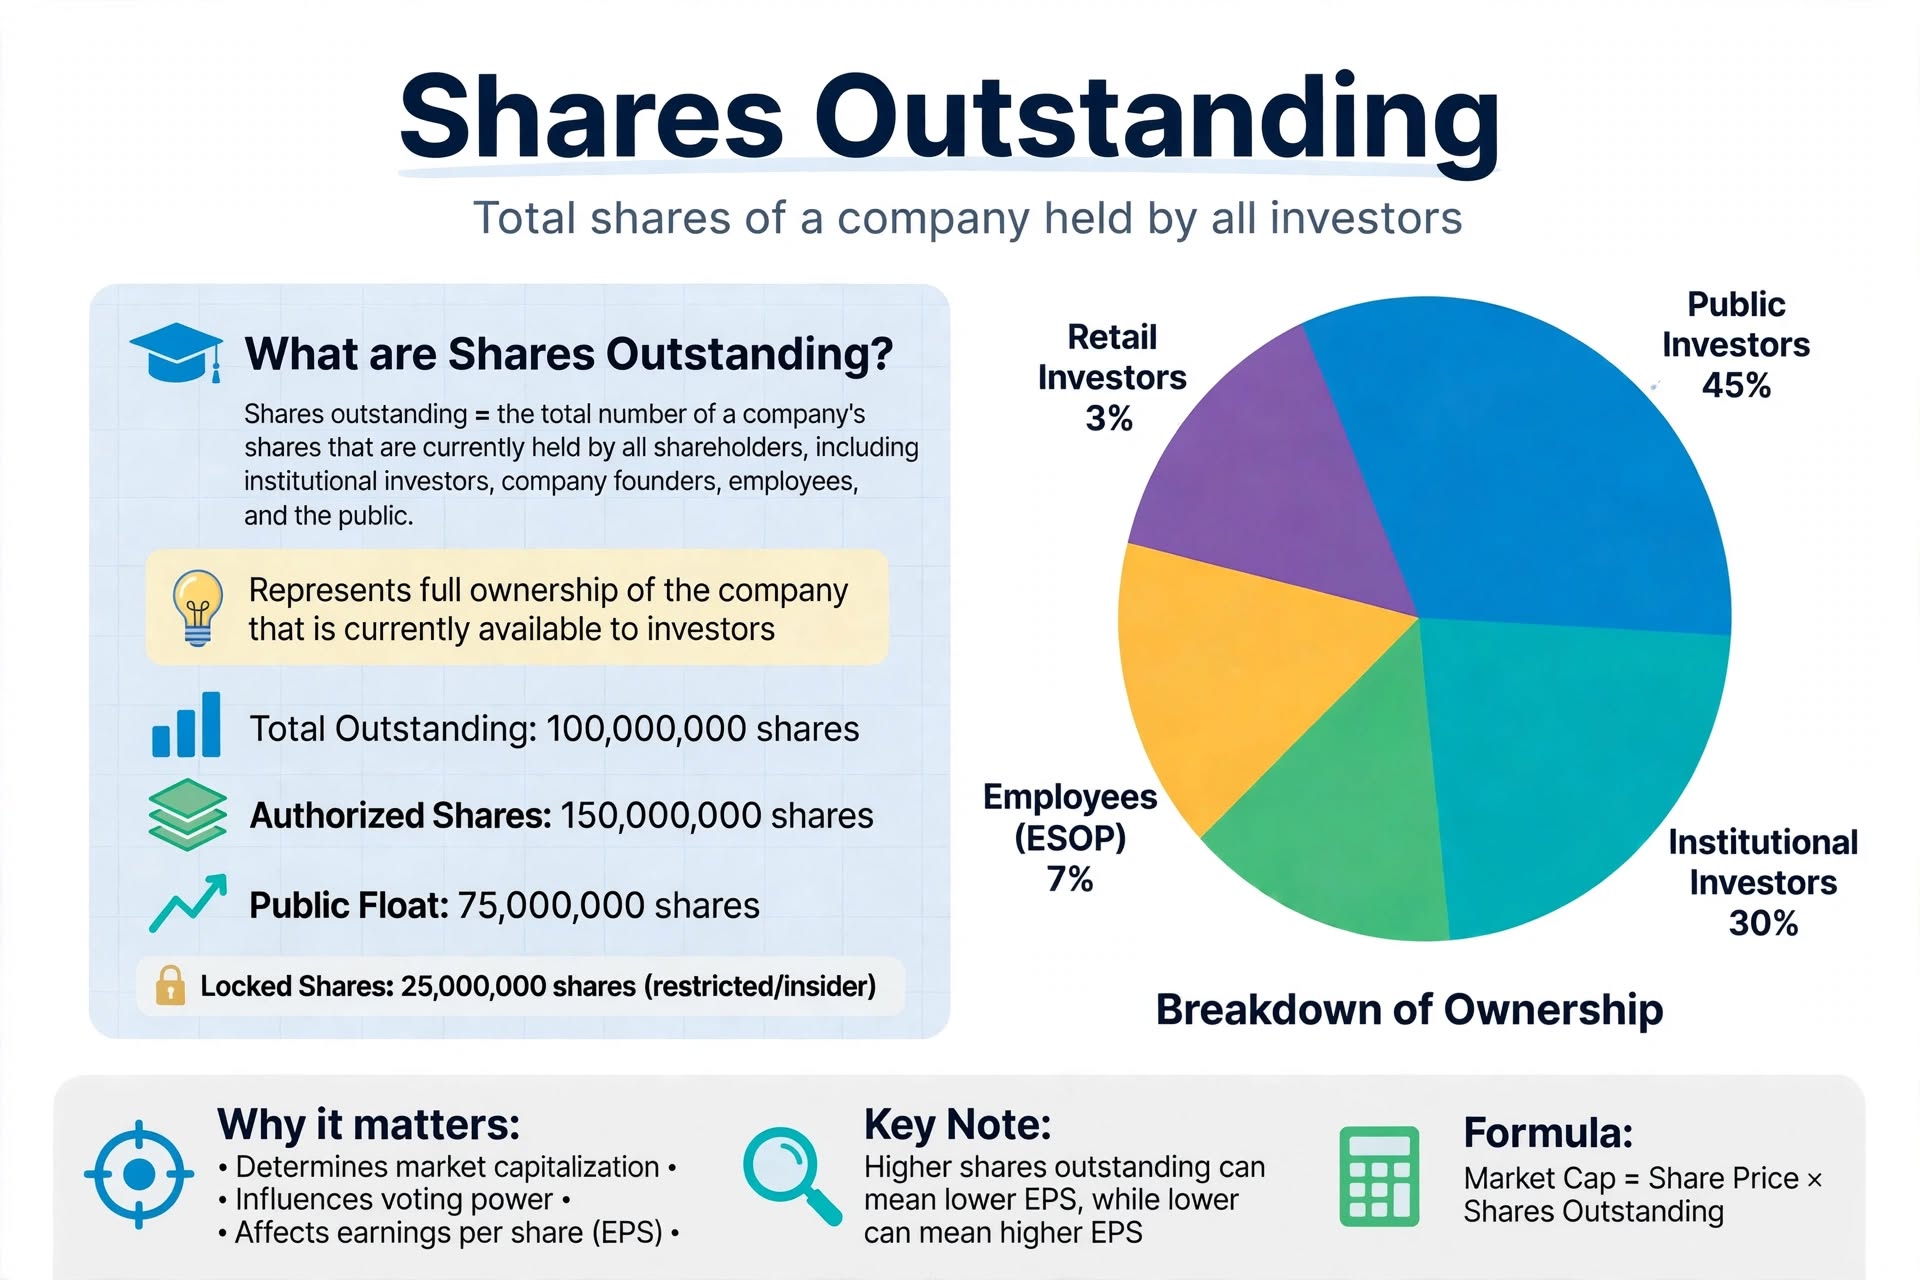 Shares Outstanding
Total shares of a company held by all investors
What are Shares Outstanding?
Shares outstanding = the total number of a company's
shares that are currently held by all shareholders, including
institutional investors, company founders, employees,
and the public.
Represents full ownership of the company
that is currently available to investors
Total Outstanding: 100,000,000 shares
Authorized Shares: 150,000,000 shares
Public Float: 75,000,000 shares
Locked Shares: 25,000,000 shares (restricted/insider)
Retail
Investors
3%
Public
Investors
45%
Employees
(ESOP)
7%
Institutional
Investors
30%
Breakdown of Ownership
Why it matters:
• Determines market capitalization •
• Influences voting power •
• Affects earnings per share (EPS) •
Key Note:
Higher shares outstanding can
mean lower EPS, while lower
can mean higher EPS
Formula:
Market Cap = Share Price ×
Shares Outstanding